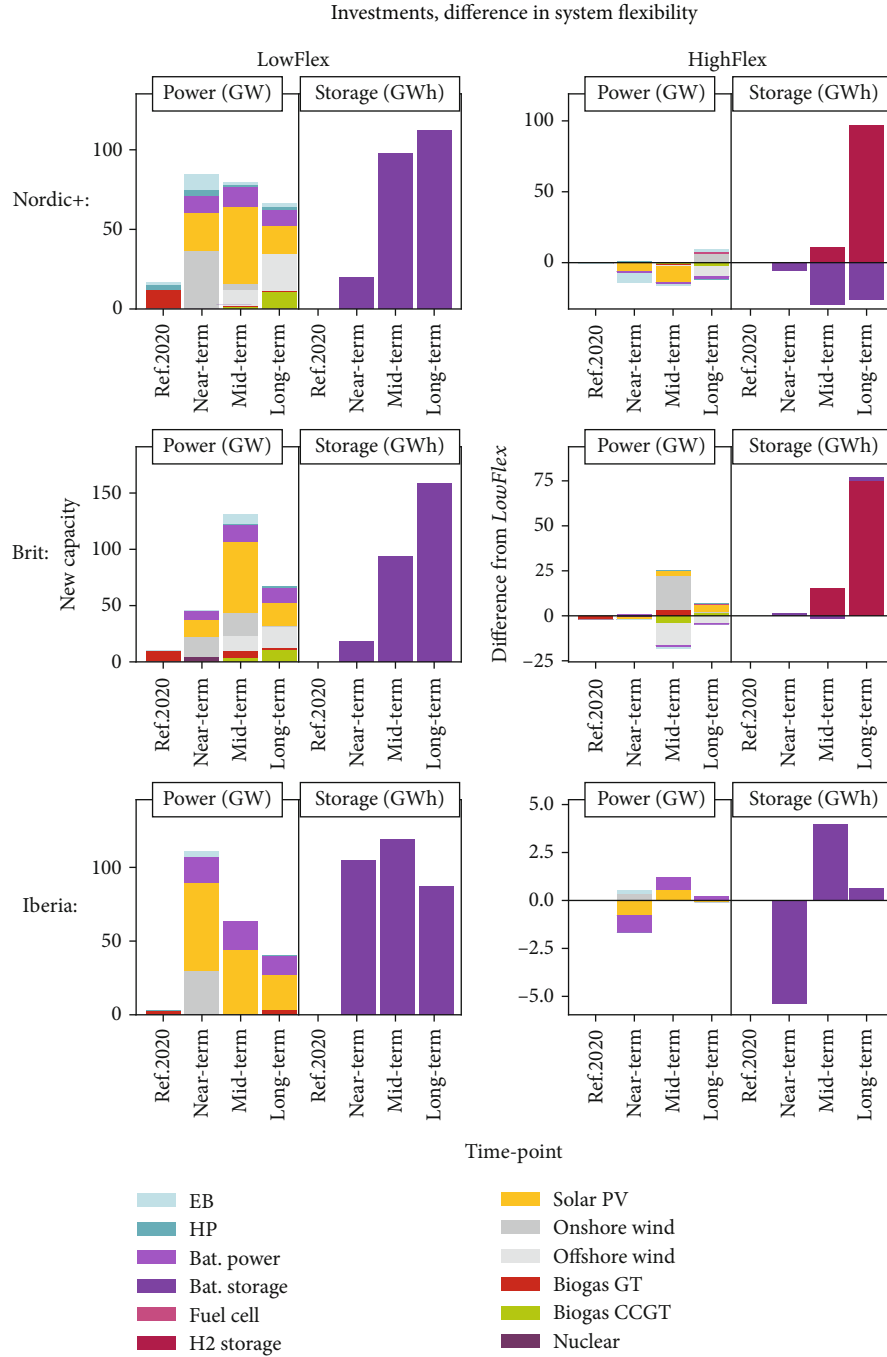 Investments, difference in system flexibility
LowFlex
HighFlex
Power (GW)
Storage (GWh)
Power (GW)
Storage (GWh)
Nordic+:
100
50
0
100
50
0
Ref.2020
Near-term
Mid-term
Long-term
Ref.2020
Near-term
Mid-term
Long-term
Ref.2020
Near-term
Mid-term
Long-term
Ref.2020
Near-term
Mid-term
Long-term
Power (GW)
Storage (GWh)
Power (GW)
Storage (GWh)
Brit:
New capacity
150
100
50
0
Difference from LowFlex
75
50
25
0
−25
Ref.2020
Near-term
Mid-term
Long-term
Ref.2020
Near-term
Mid-term
Long-term
Ref.2020
Near-term
Mid-term
Long-term
Ref.2020
Near-term
Mid-term
Long-term
Power (GW)
Storage (GWh)
Power (GW)
Storage (GWh)
Iberia:
100
50
0
5.0
2.5
0.0
−2.5
−5.0
Ref.2020
Near-term
Mid-term
Long-term
Ref.2020
Near-term
Mid-term
Long-term
Ref.2020
Near-term
Mid-term
Long-term
Ref.2020
Near-term
Mid-term
Long-term
Time-point
EB
HP
Bat. power
Bat. storage
Fuel cell
H2 storage
Solar PV
Onshore wind
Offshore wind
Biogas GT
Biogas CCGT
Nuclear